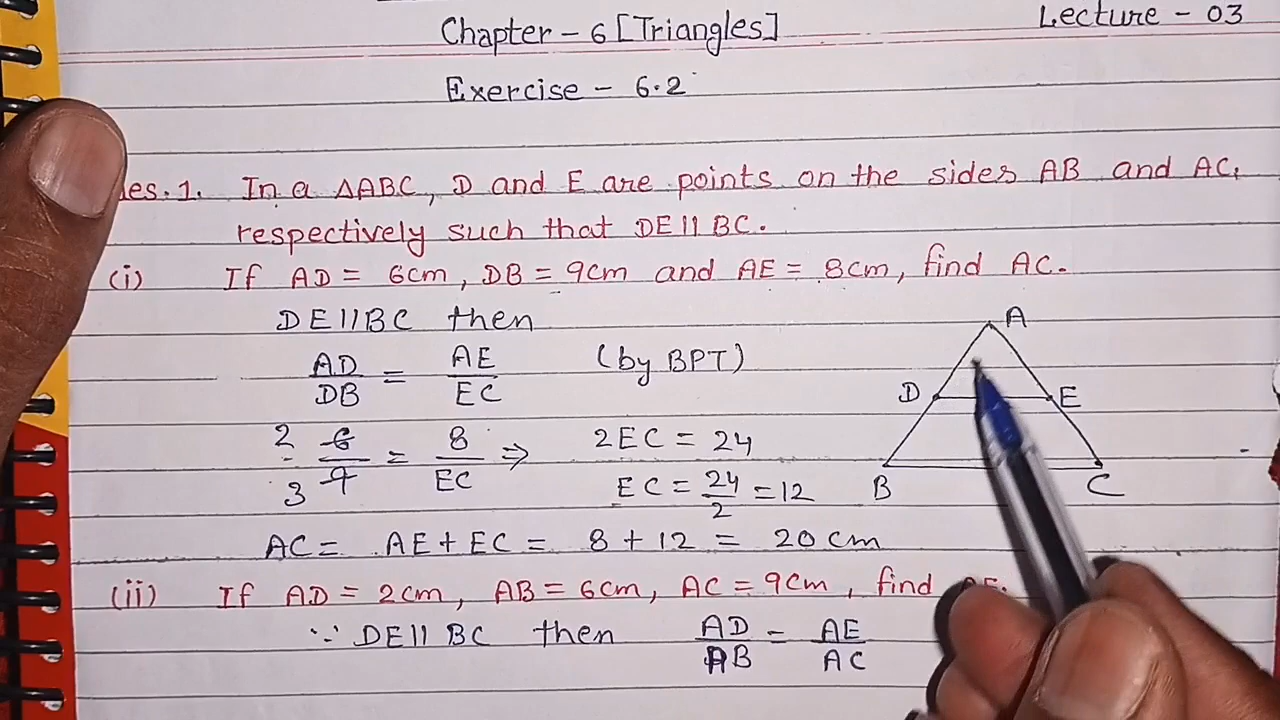 Lecture - 03
Chapter - 6 [Triangles]
Exercise - 6.2
es. 1. In a ΔABC, D and E are points on the sides AB and AC,
respectively such that DE || BC.
(i) If AD = 6cm, DB = 9cm and AE = 8cm, find AC.
DE || BC then
AD/DB = AE/EC (by BPT)
2 6/9 3 = 8/EC ⇒ 2EC = 24
EC = 24/2 = 12
AC = AE + EC = 8 + 12 = 20 cm
A
D E
B C
(ii) If AD = 2cm, AB = 6cm, AC = 9cm, find
∵ DE || BC then AD/AB = AE/AC